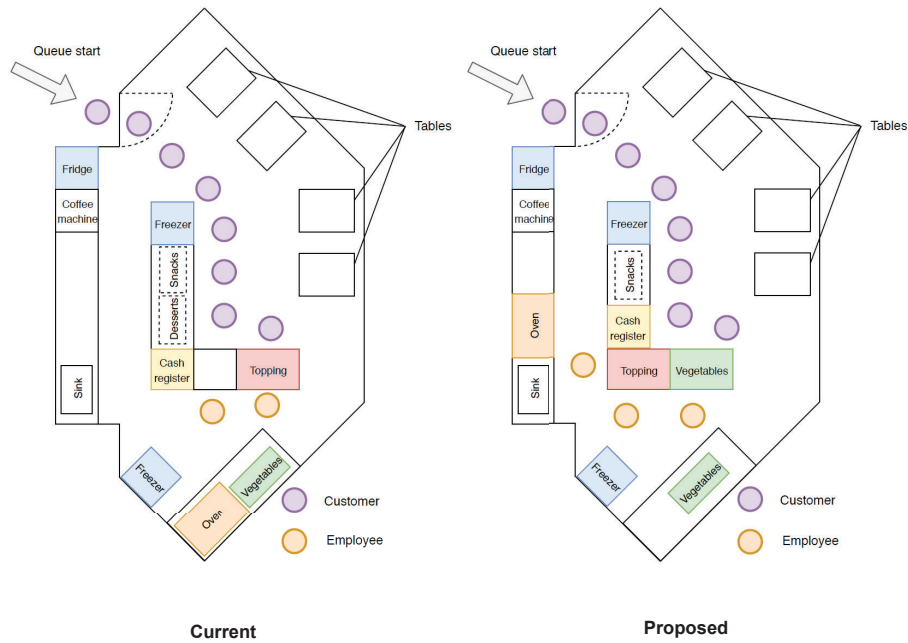 Queue start
Tables
Fridge
Coffee
machine
Freezer
Snacks
Desserts
Cash
register
Topping
Sink
Freezer
Vegetables
Oven
Customer
Employee
Current
Queue start
Tables
Fridge
Coffee
machine
Freezer
Snacks
Oven
Cash
register
Topping
Vegetables
Sink
Freezer
Vegetables
Customer
Employee
Proposed